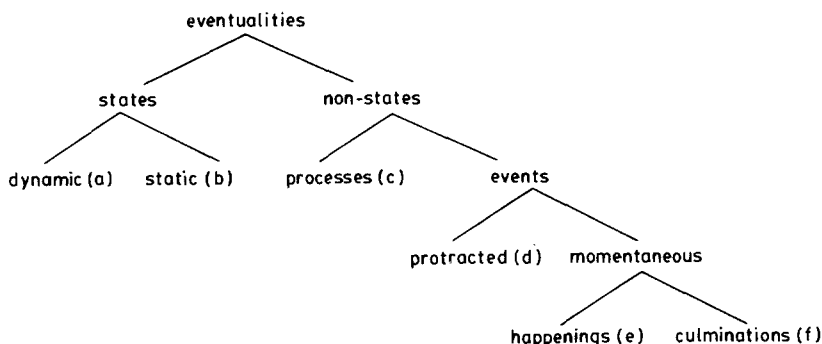 eventualities
states non-states
dynamic (a) static (b) processes (c) events
protracted (d) momentaneous
happenings (e) culminations (f)